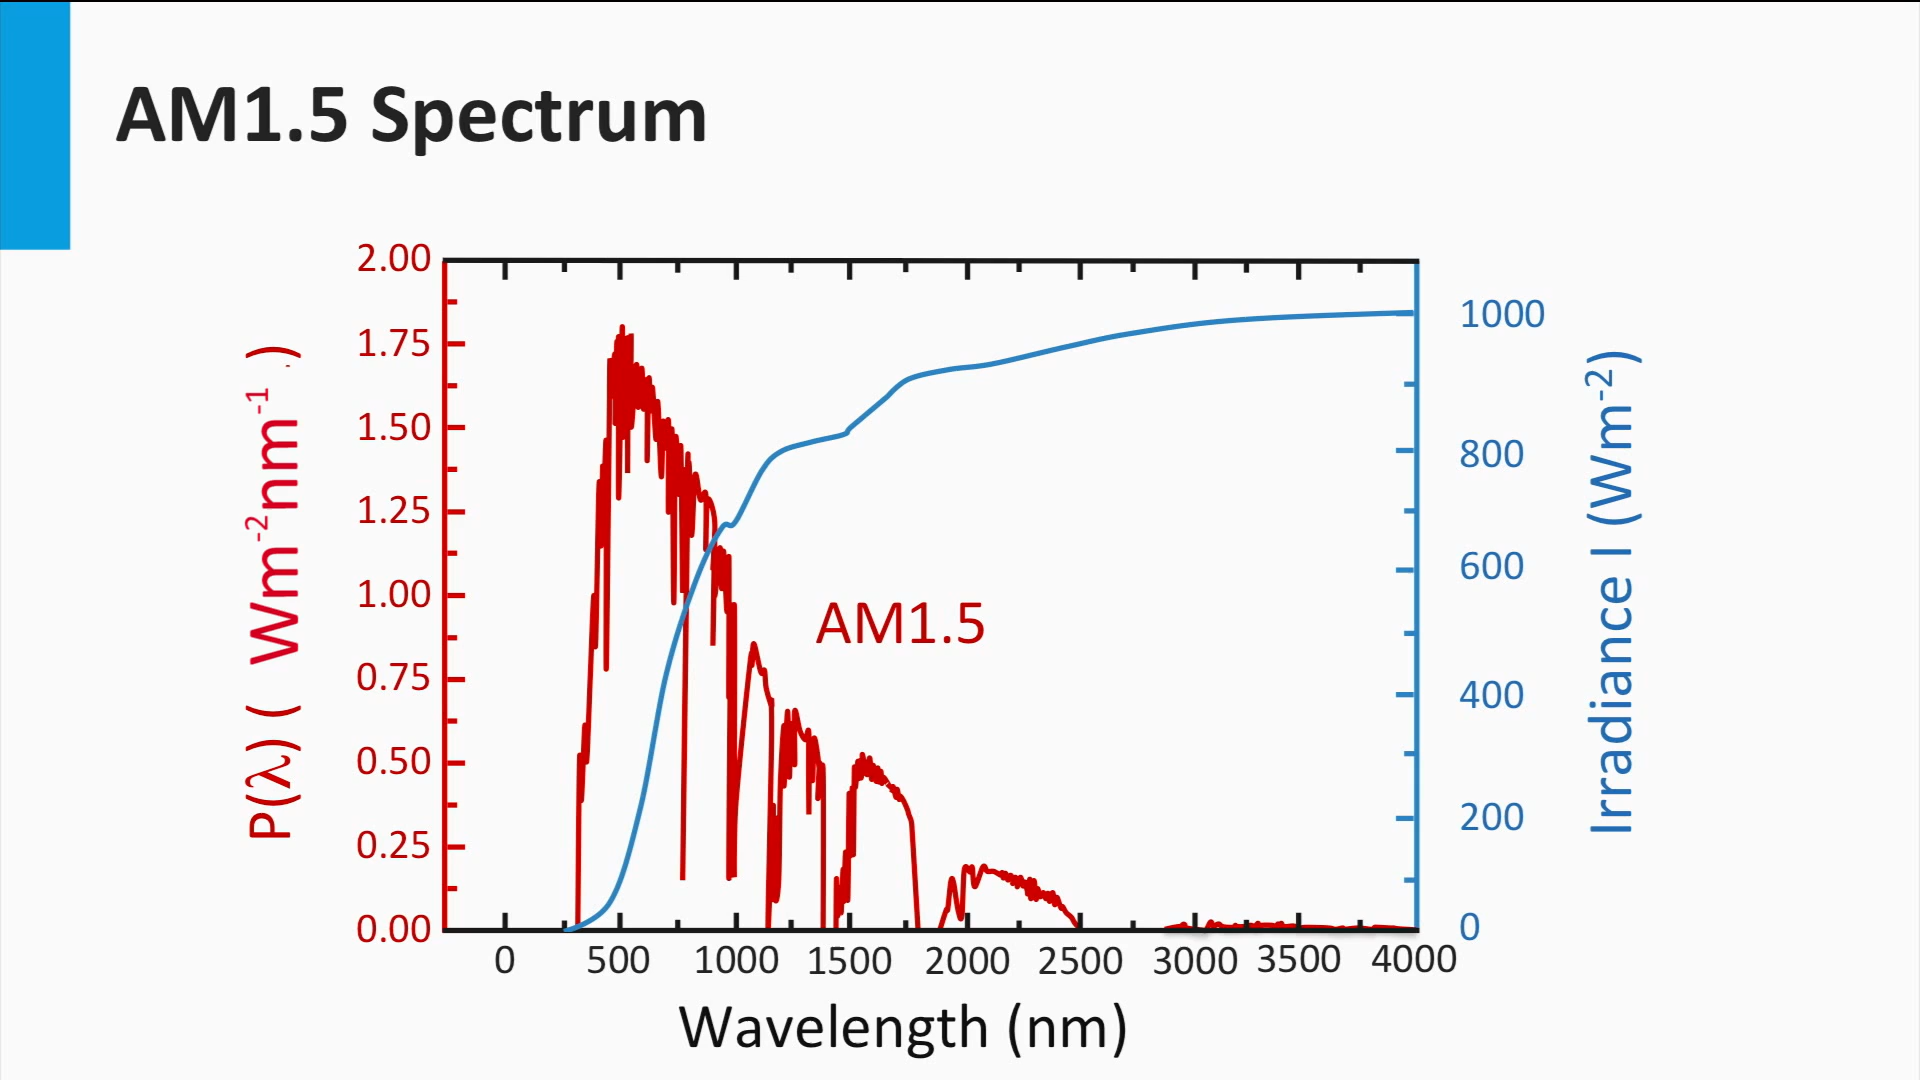 AM1.5 Spectrum
2.00
1.75
1.50
1.25
1.00
0.75
0.50
0.25
0.00
P(λ) ( Wm⁻²nm⁻¹ )
AM1.5
1000
800
600
400
200
0
Irradiance I (Wm⁻²)
0 500 1000 1500 2000 2500 3000 3500 4000
Wavelength (nm)